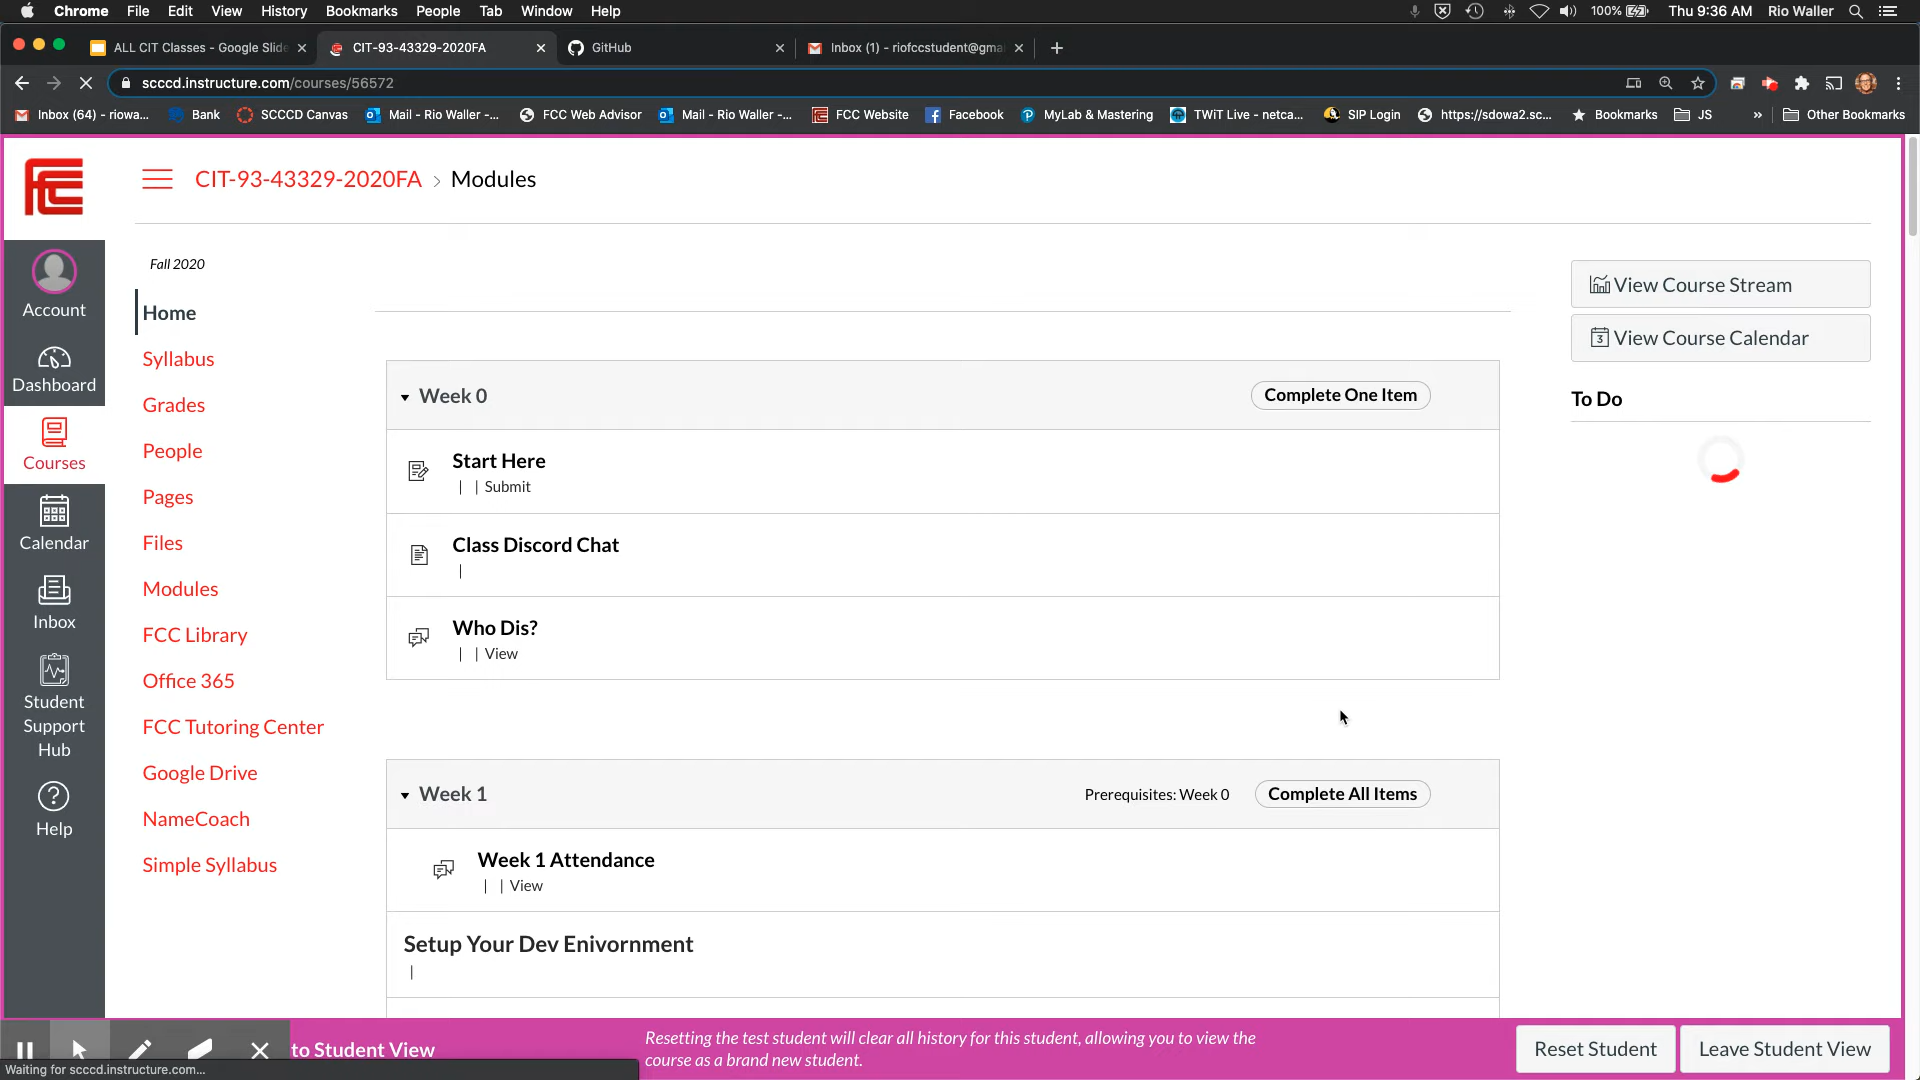 Chrome File Edit View History Bookmarks People Tab Window Help 100% Thu 9:36 AM Rio Waller
ALL CIT Classes - Google Slide CIT-93-43329-2020FA GitHub Inbox (1) - riofccstudent@gmai
scccd.instructure.com/courses/56572
Inbox (64) - riowa... Bank SCCCD Canvas Mail - Rio Waller -... FCC Web Advisor Mail - Rio Waller -... FCC Website Facebook MyLab & Mastering TWiT Live - netca... SIP Login https://sdowa2.sc... Bookmarks JS » Other Bookmarks
FCC
CIT-93-43329-2020FA > Modules
Account
Dashboard
Courses
Calendar
Inbox
Student
Support
Hub
Help
Fall 2020
Home
Syllabus
Grades
People
Pages
Files
Modules
FCC Library
Office 365
FCC Tutoring Center
Google Drive
NameCoach
Simple Syllabus
Week 0 Complete One Item
Start Here
| | Submit
Class Discord Chat
|
Who Dis?
| | View
Week 1 Prerequisites: Week 0 Complete All Items
Week 1 Attendance
| | View
Setup Your Dev Enivornment
|
View Course Stream
3 View Course Calendar
To Do
to Student View
Resetting the test student will clear all history for this student, allowing you to view the
course as a brand new student.
Reset Student Leave Student View
Waiting for scccd.instructure.com...